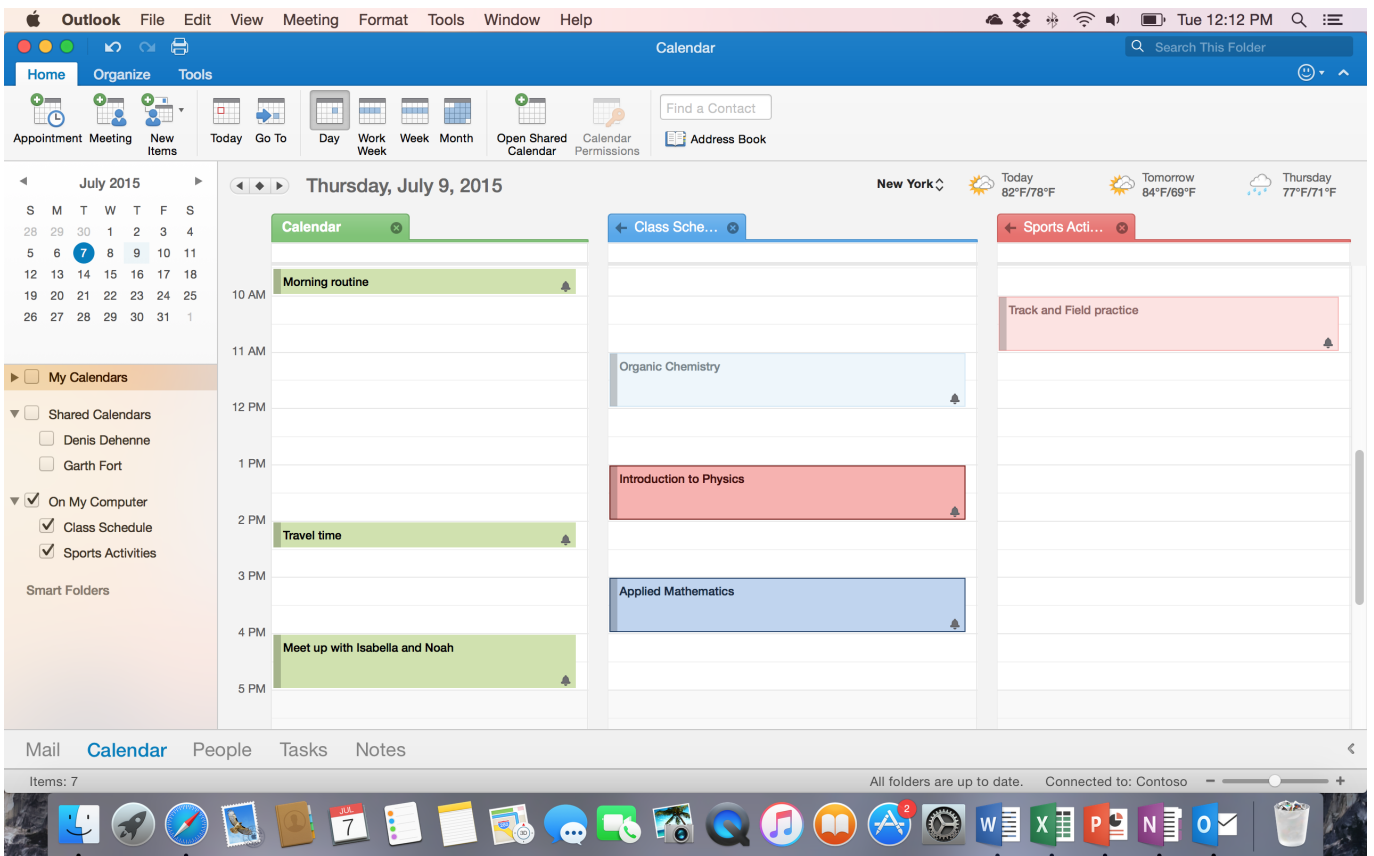 Outlook File Edit View Meeting Format Tools Window Help Tue 12:12 PM
Calendar Search This Folder
Home Organize Tools
Appointment Meeting New Items Today Go To Day Work Week Week Month Open Shared Calendar Calendar Permissions Find a Contact
Address Book
July 2015
S M T W T F S
28 29 30 1 2 3 4
5 6 7 8 9 10 11
12 13 14 15 16 17 18
19 20 21 22 23 24 25
26 27 28 29 30 31 1
My Calendars
Shared Calendars
Denis Dehenne
Garth Fort
On My Computer
Class Schedule
Sports Activities
Smart Folders
Thursday, July 9, 2015 New York
Today
82°F/78°F
Tomorrow
84°F/69°F
Thursday
77°F/71°F
Calendar Class Sche... Sports Acti...
Morning routine
10 AM
Track and Field practice
11 AM
Organic Chemistry
12 PM
1 PM
Introduction to Physics
2 PM
Travel time
3 PM
Applied Mathematics
4 PM
Meet up with Isabella and Noah
5 PM
Mail Calendar People Tasks Notes
Items: 7 All folders are up to date. Connected to: Contoso
JUL
7
3D
2
W X P N O